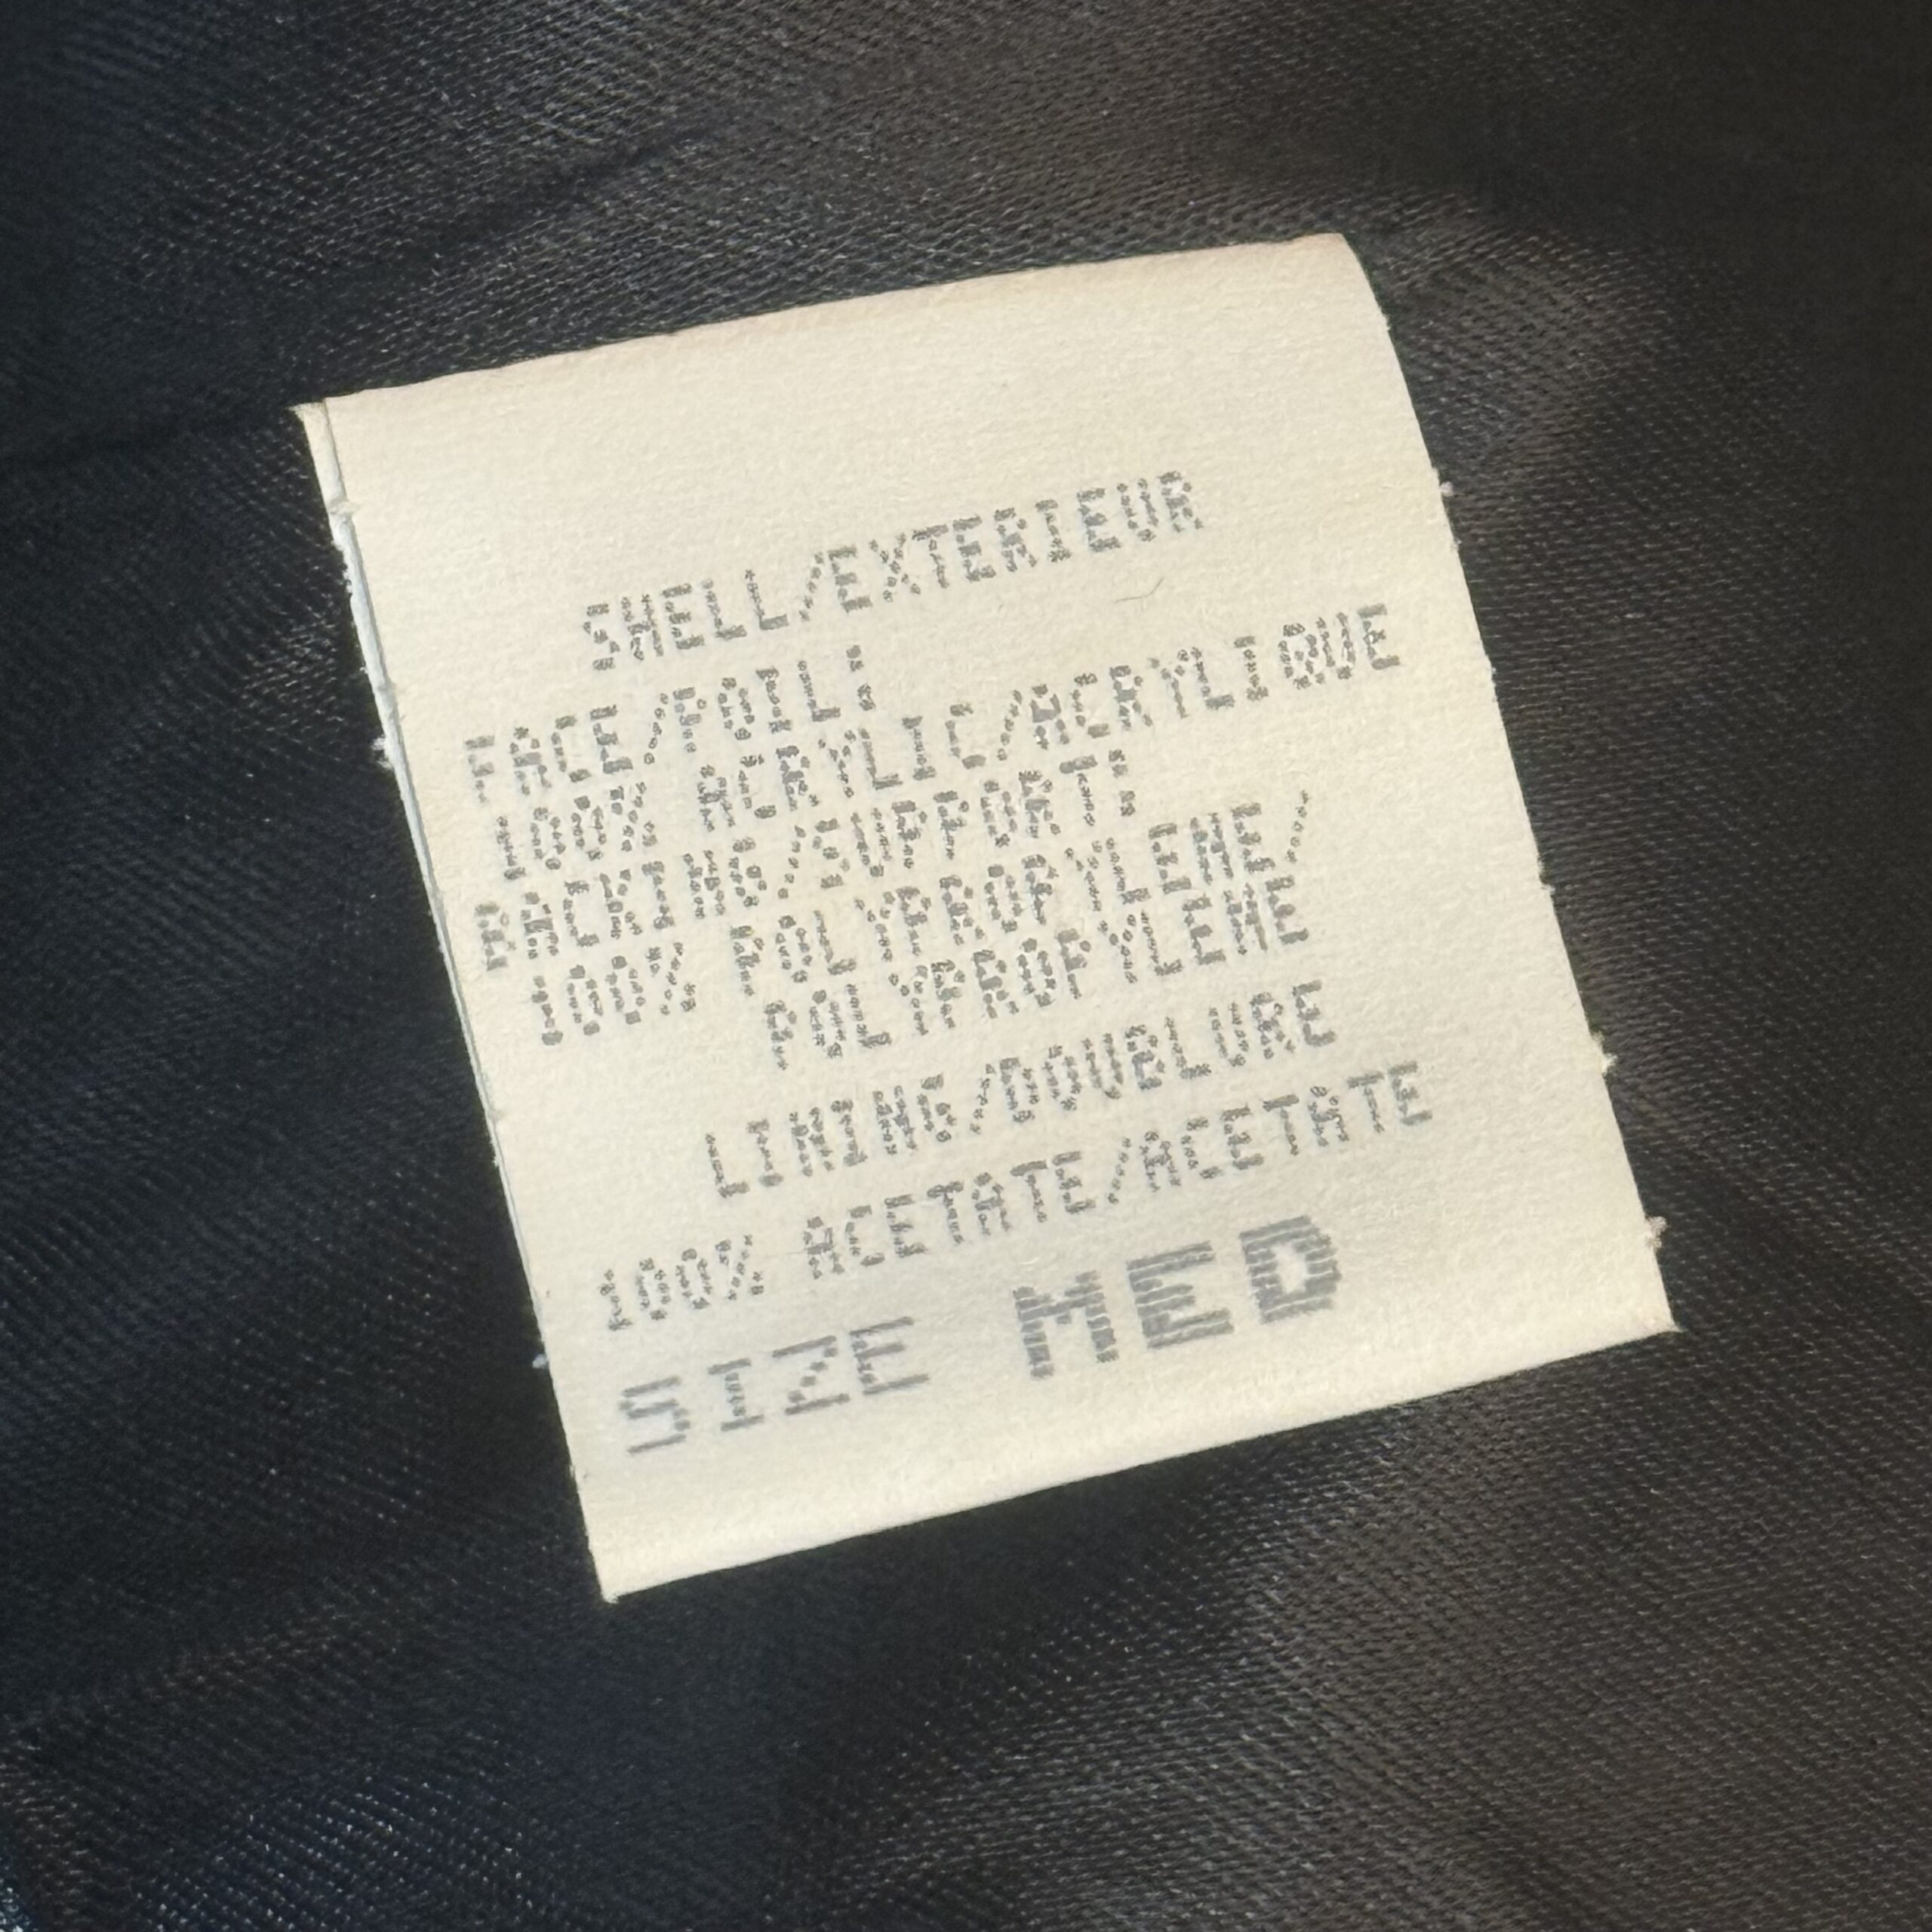 SHELL/EXTERIEUR
FACE/POIL:
100% ACRYLIC/ACRYLIQUE
BACKING/SUPPORT:
100% POLYPROPYLENE/
POLYPROPYLENE
LINING/DOUBLURE
100% ACETATE/ACETATE
SIZE MED